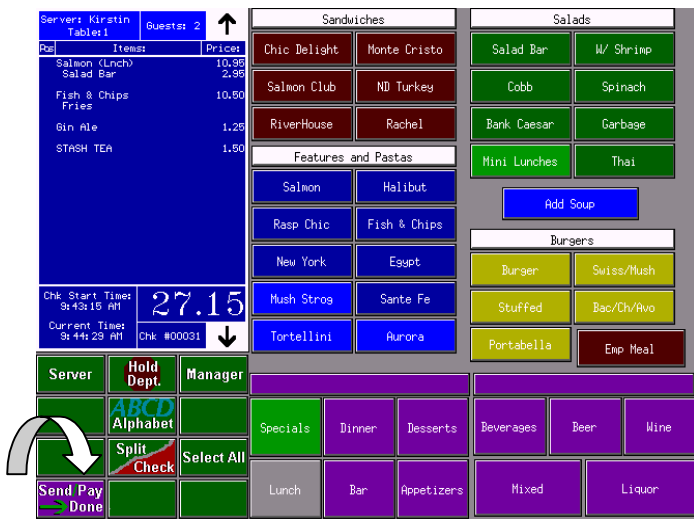 Server: Kirstin
Table:1
Guests: 2
Pos Items: Price:
Salmon (Lnch) 10.95
Salad Bar 2.95
Fish & Chips 10.50
Fries
Gin Ale 1.25
STASH TEA 1.50
Chk Start Time:
9:43:15 AM
27.15
Current Time:
9:44:29 AM
Chk #00031
Server
Hold Dept.
Manager
ABCD
Alphabet
Split Check
Select All
Send/Pay
Done
Sandwiches
Chic Delight
Monte Cristo
Salmon Club
ND Turkey
RiverHouse
Rachel
Features and Pastas
Salmon
Halibut
Rasp Chic
Fish & Chips
New York
Egypt
Mush Strog
Sante Fe
Tortellini
Aurora
Salads
Salad Bar
W/ Shrimp
Cobb
Spinach
Bank Caesar
Garbage
Mini Lunches
Thai
Add Soup
Burgers
Burger
Swiss/Mush
Stuffed
Bac/Ch/Avo
Portabella
Emp Meal
Specials
Dinner
Desserts
Beverages
Beer
Wine
Lunch
Bar
Appetizers
Mixed
Liquor